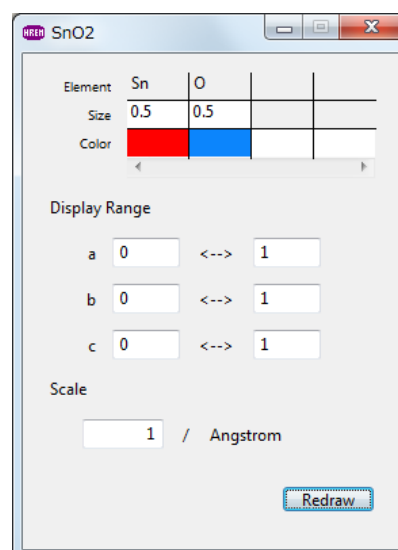 HREM SnO2
Element Sn O
Size 0.5 0.5
Color
Display Range
a 0 <--> 1
b 0 <--> 1
c 0 <--> 1
Scale
1 / Angstrom
Redraw